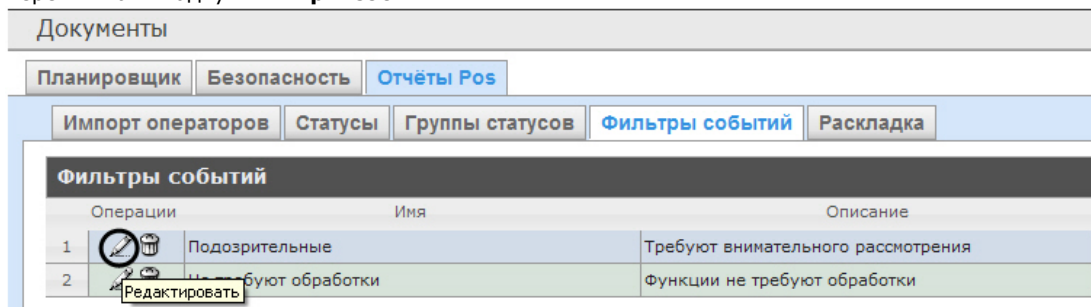 Документы
Планировщик Безопасность Отчёты Pos
Импорт операторов Статусы Группы статусов Фильтры событий Раскладка
Фильтры событий
Операции Имя Описание
1 Подозрительные Требуют внимательного рассмотрения
2 требуют обработки Функции не требуют обработки
Редактировать